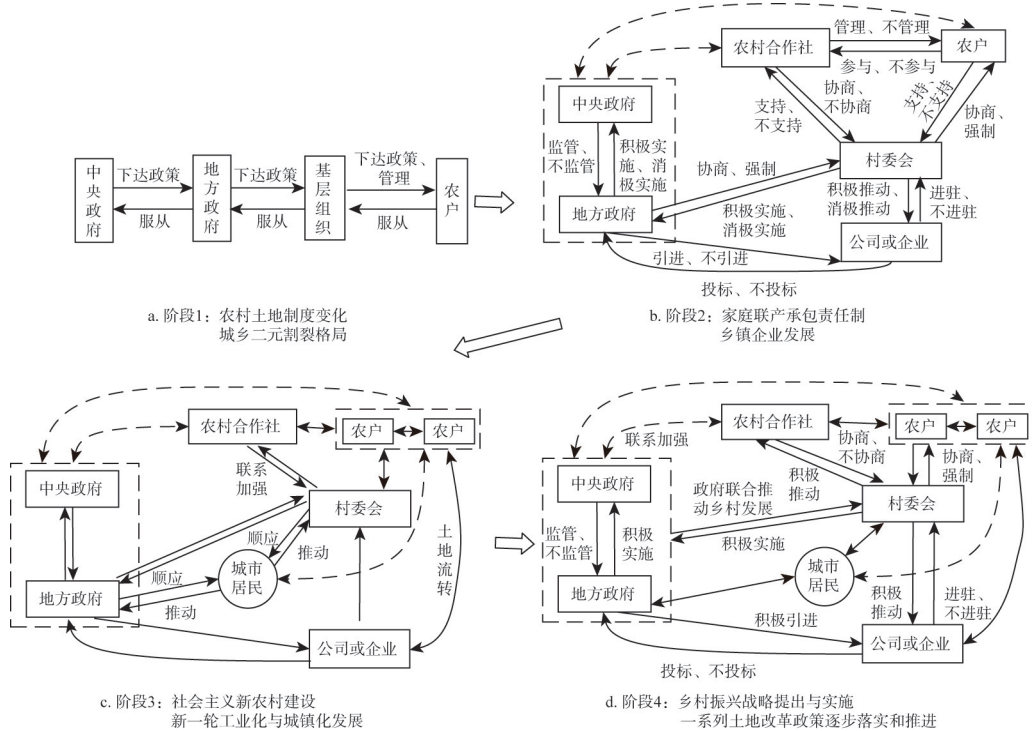 中央政府
下达政策
服从
地方政府
下达政策
服从
基层组织
下达政策、
管理
服从
农户
a. 阶段1：农村土地制度变化
城乡二元割裂格局
农村合作社
管理、不管理
参与、不参与
农户
中央政府
监管、
不监管
积极实
施、消
极实施
地方政府
支持、
不支持
协商、
不协商
支持、
不支持
协商、
强制
村委会
协商、强制
积极实施、
消极实施
积极推动、
消极推动
进驻、
不进驻
公司或企业
引进、不引进
投标、不投标
b. 阶段2：家庭联产承包责任制
乡镇企业发展
农村合作社
农户
农户
联系
加强
中央政府
村委会
地方政府
顺应
推动
城市
居民
顺应
推动
土地流转
公司或企业
c. 阶段3：社会主义新农村建设
新一轮工业化与城镇化发展
农村合作社
农户
农户
联系加强
协商、
不协商
积极
推动
协商、
强制
中央政府
政府联合推
动乡村发展
村委会
监管、
不监管
积极
实施
积极实施
城市
居民
地方政府
积极引进
积极
推动
进驻、
不进驻
公司或企业
投标、不投标
d. 阶段4：乡村振兴战略提出与实施
一系列土地改革政策逐步落实和推进